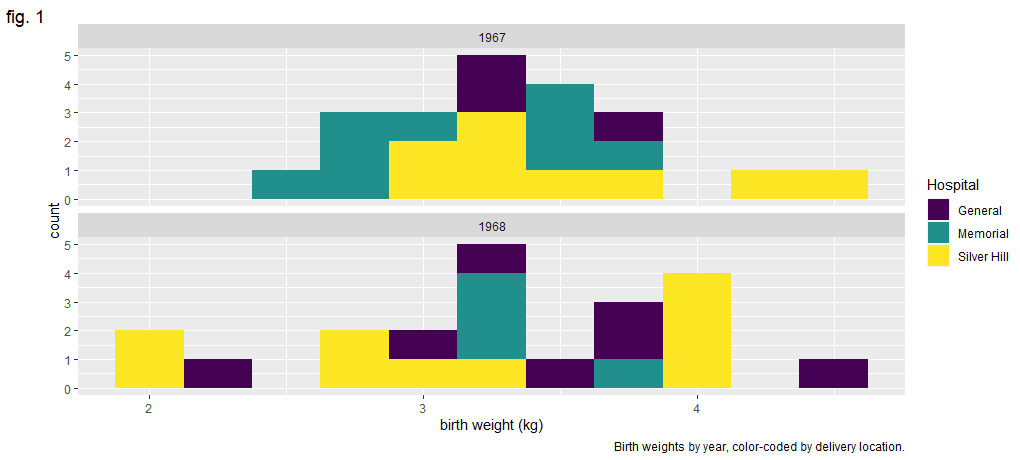 fig. 1
1967
5
4
3
2
1
0
count
1968
5
4
3
2
1
0
2
3
4
birth weight (kg)
Birth weights by year, color-coded by delivery location.
Hospital
General
Memorial
Silver Hill